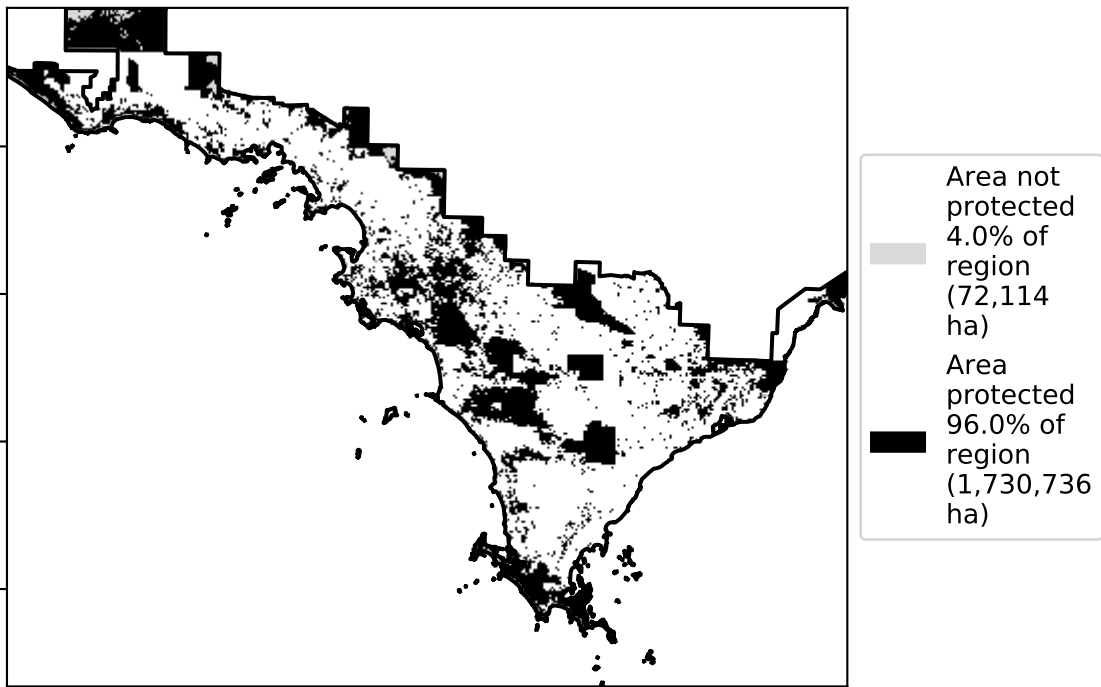 Area not
protected
4.0% of
region
(72,114
ha)
Area
protected
96.0% of
region
(1,730,736
ha)